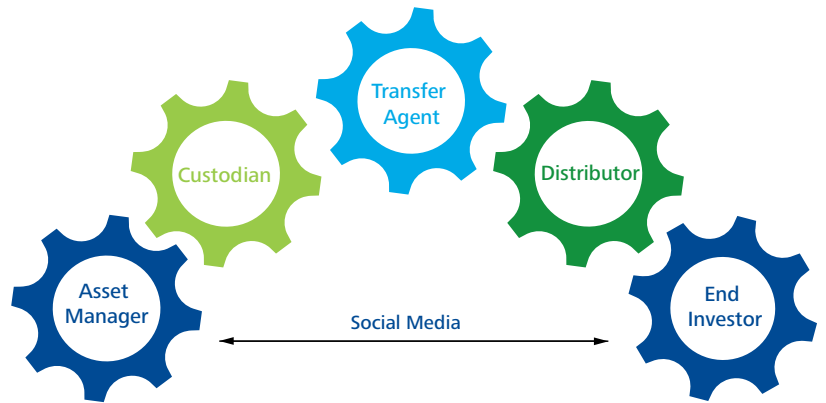 Transfer
Agent
Custodian
Distributor
Asset
Manager
Social Media
End
Investor